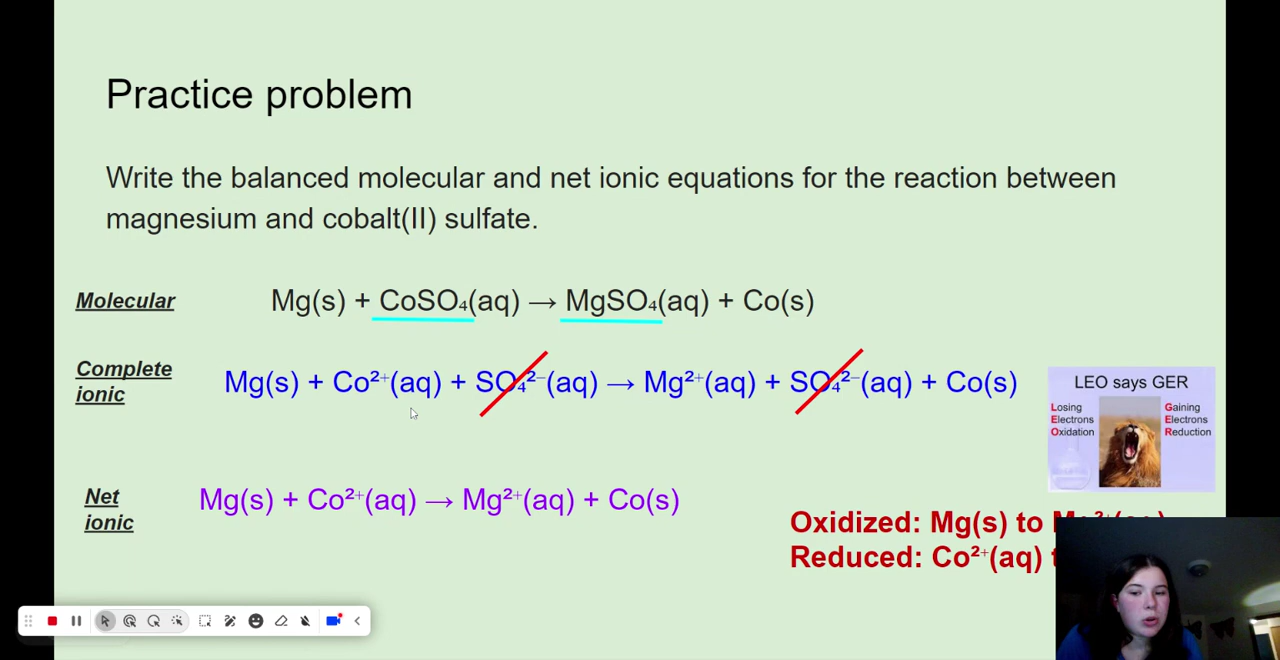 Practice problem
Write the balanced molecular and net ionic equations for the reaction between
magnesium and cobalt(II) sulfate.
Molecular
Mg(s) + CoSO₄(aq) → MgSO₄(aq) + Co(s)
Complete
ionic
Mg(s) + Co²⁺(aq) + SO₄²⁻(aq) → Mg²⁺(aq) + SO₄²⁻(aq) + Co(s)
LEO says GER
Losing
Electrons
Oxidation
Gaining
Electrons
Reduction
Net
ionic
Mg(s) + Co²⁺(aq) → Mg²⁺(aq) + Co(s)
Oxidized: Mg(s) to Mg²⁺(aq)
Reduced: Co²⁺(aq)